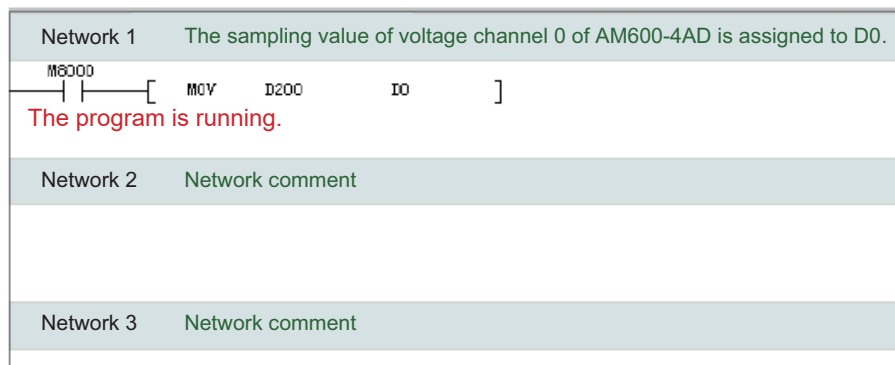 Network 1 The sampling value of voltage channel 0 of AM600-4AD is assigned to D0.
M8000
[ MOV D200 D0 ]
The program is running.
Network 2 Network comment
Network 3 Network comment